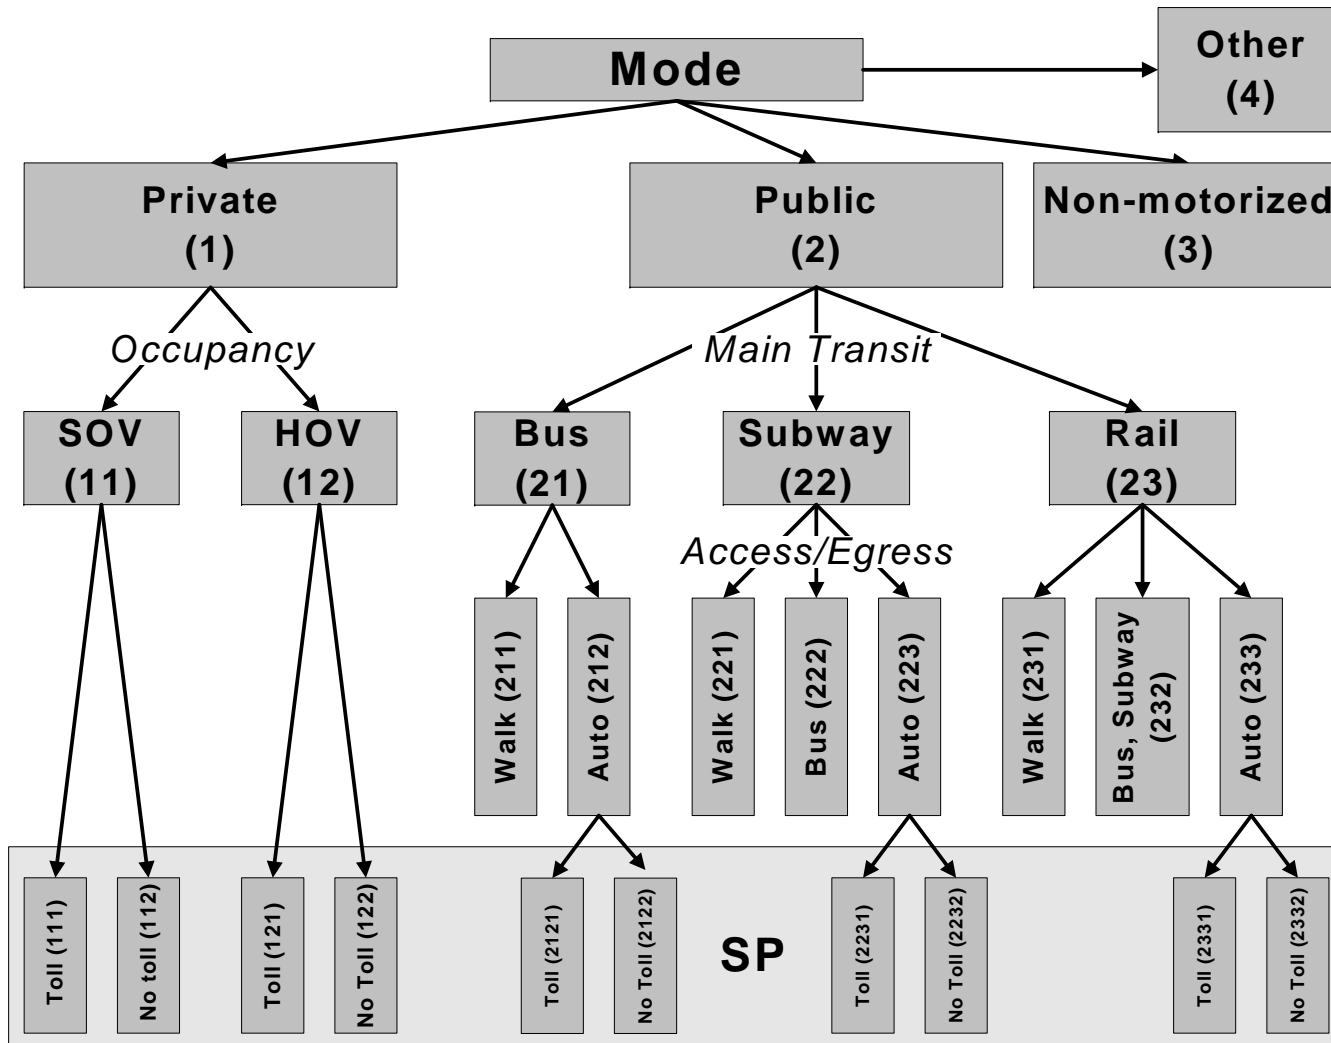 Mode
Other
(4)
Private
(1)
Public
(2)
Non-motorized
(3)
Occupancy
Main Transit
SOV
(11)
HOV
(12)
Bus
(21)
Subway
(22)
Rail
(23)
Access/Egress
Walk (211)
Auto (212)
Walk (221)
Bus (222)
Auto (223)
Walk (231)
Bus, Subway
(232)
Auto (233)
Toll (111)
No toll (112)
Toll (121)
No Toll (122)
Toll (2121)
No Toll (2122)
SP
Toll (2231)
No Toll (2232)
Toll (2331)
No Toll (2332)